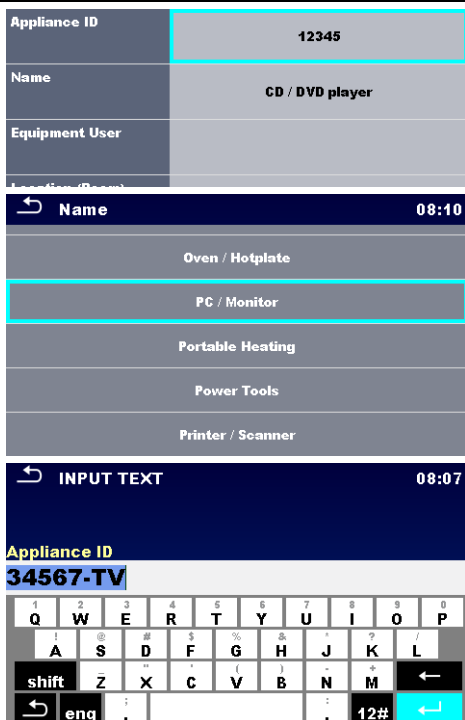 Appliance ID
12345
Name
CD / DVD player
Equipment User
Location (Room)
Name 08:10
Oven / Hotplate
PC / Monitor
Portable Heating
Power Tools
Printer / Scanner
INPUT TEXT 08:07
Appliance ID
34567-TV
1 2 3 4 5 6 7 8 9 0
Q W E R T Y U I O P
! @ # $ % & * ? /
A S D F G H J K L
_ " ' ( ) - +
shift Z X C V B N M ←
; :
eng , . 12#